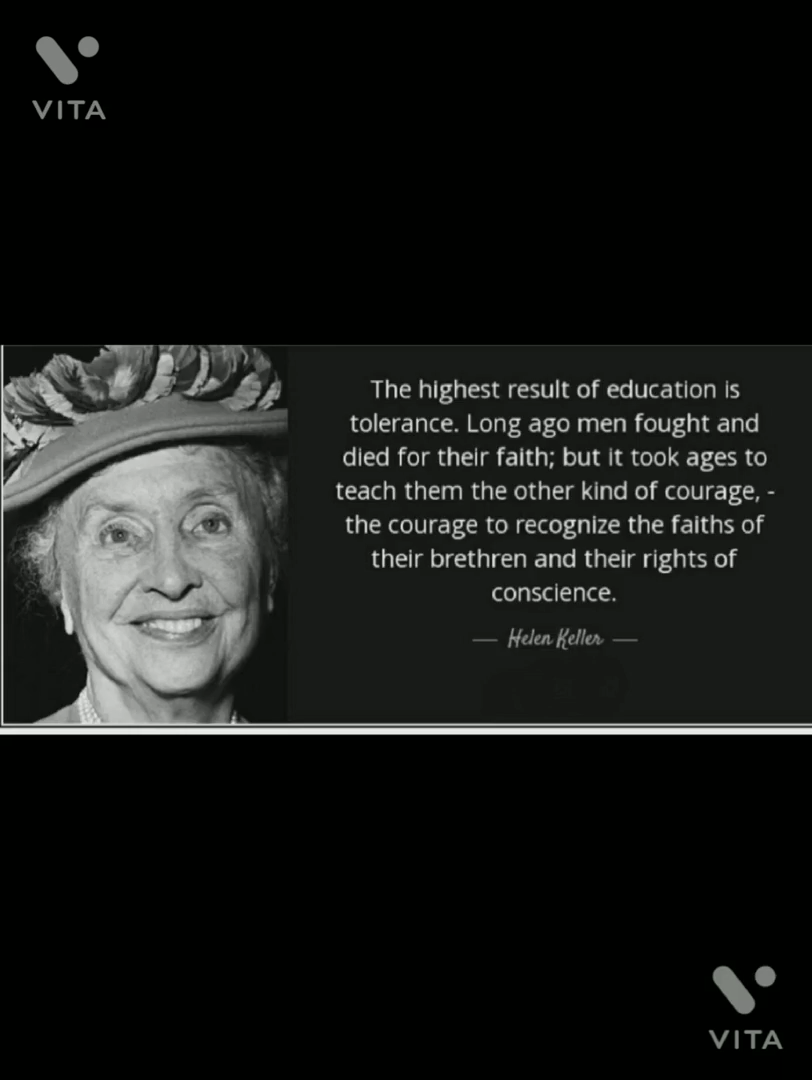 VITA
The highest result of education is
tolerance. Long ago men fought and
died for their faith; but it took ages to
teach them the other kind of courage, -
the courage to recognize the faiths of
their brethren and their rights of
conscience.
— Helen Keller —
VITA